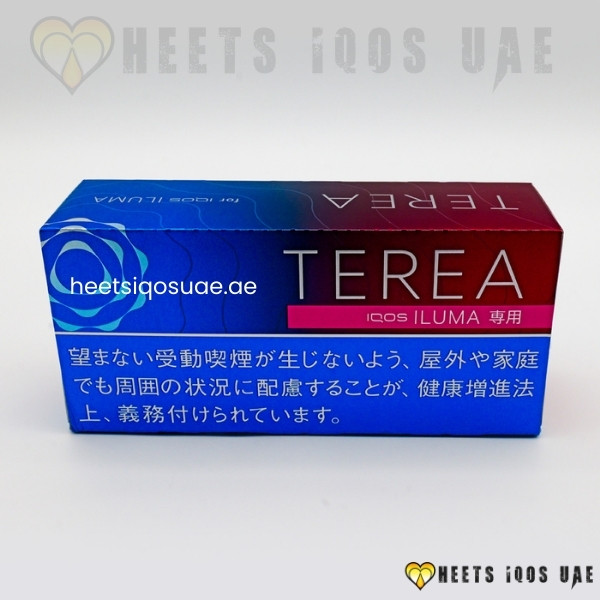 HEETS iQOS UAE
for IQOS ILUMA
TEREA
TEREA
heetsiqosuae.ae
IQOS ILUMA 専用
望まない受動喫煙が生じないよう、屋外や家庭
でも周囲の状況に配慮することが、健康増進法
上、義務付けられています。
HEETS iQOS UAE